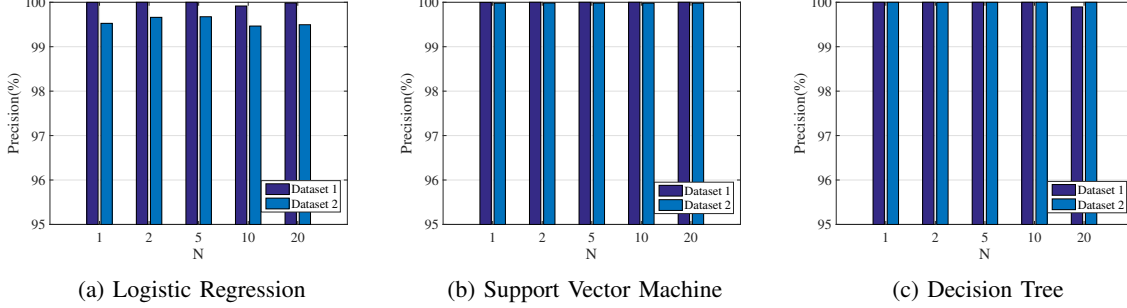 100
99
98
97
96
95
Precision(%)
1 2 5 10 20
N
Dataset 1
Dataset 2
(a) Logistic Regression
100
99
98
97
96
95
Precision(%)
1 2 5 10 20
N
Dataset 1
Dataset 2
(b) Support Vector Machine
100
99
98
97
96
95
Precision(%)
1 2 5 10 20
N
Dataset 1
Dataset 2
(c) Decision Tree